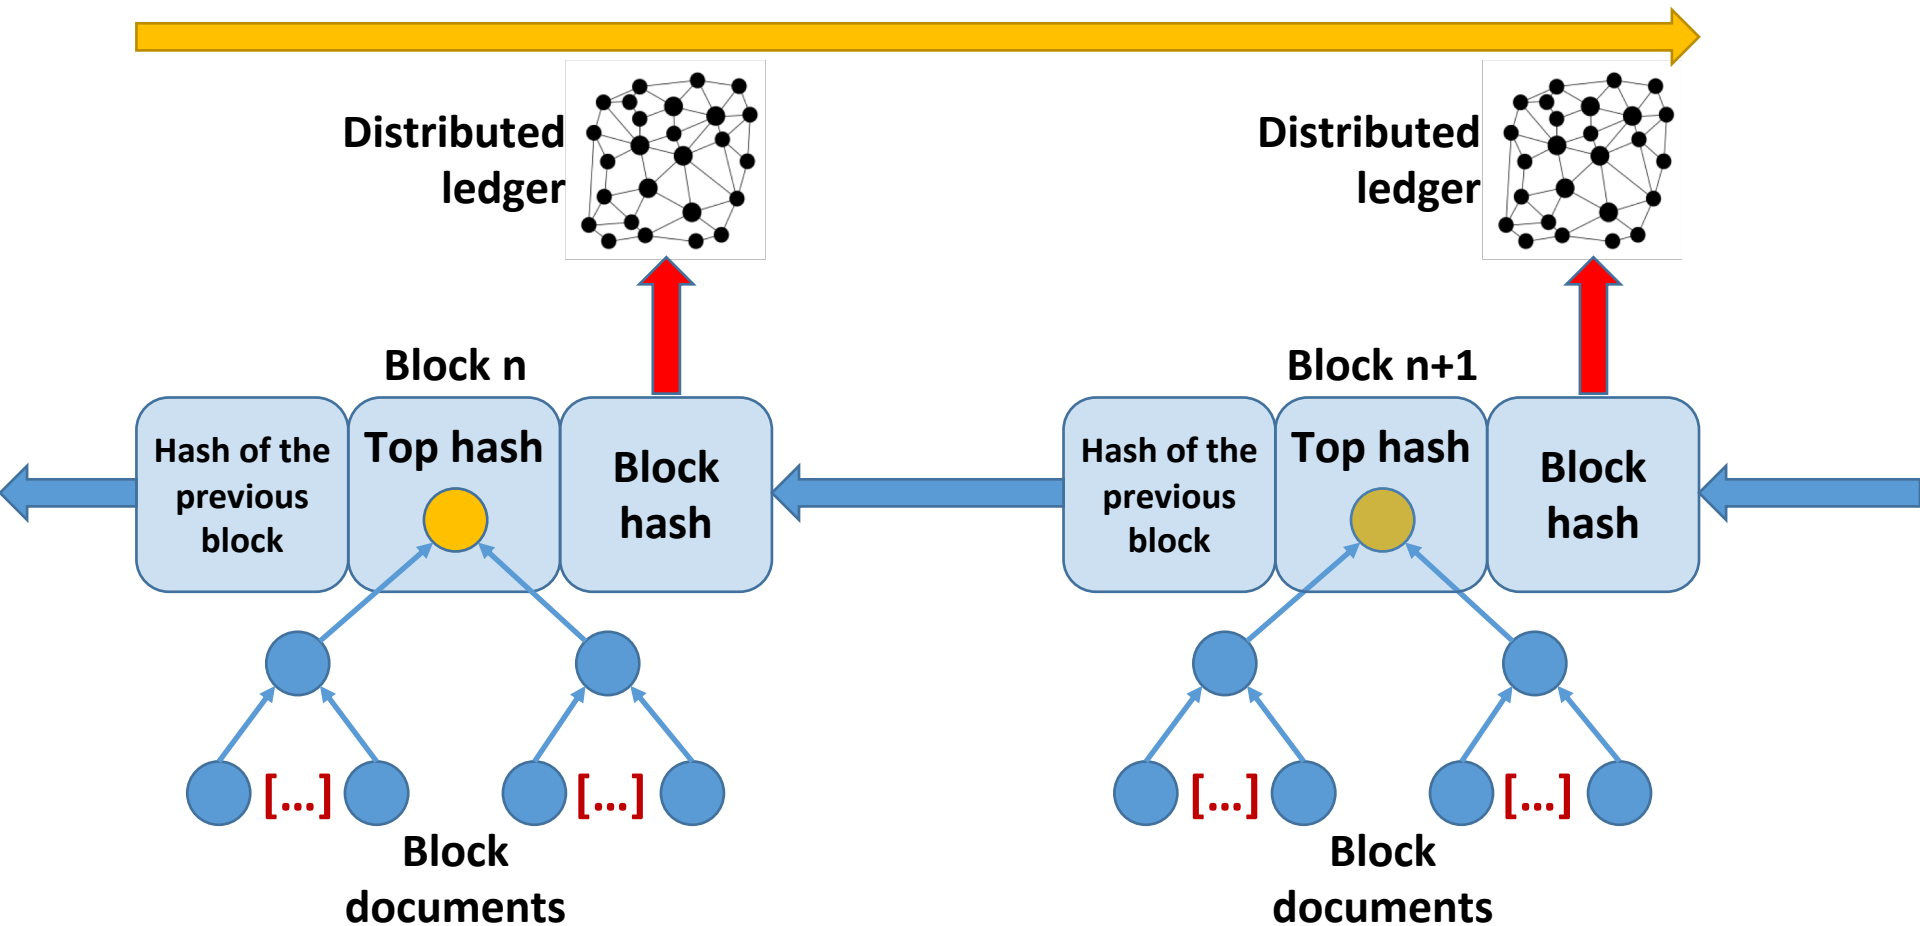 Distributed
ledger
Distributed
ledger
Block n
Block n+1
Hash of the
previous
block
Top hash
Block
hash
Hash of the
previous
block
Top hash
Block
hash
[...]
[...]
[...]
[...]
Block
documents
Block
documents